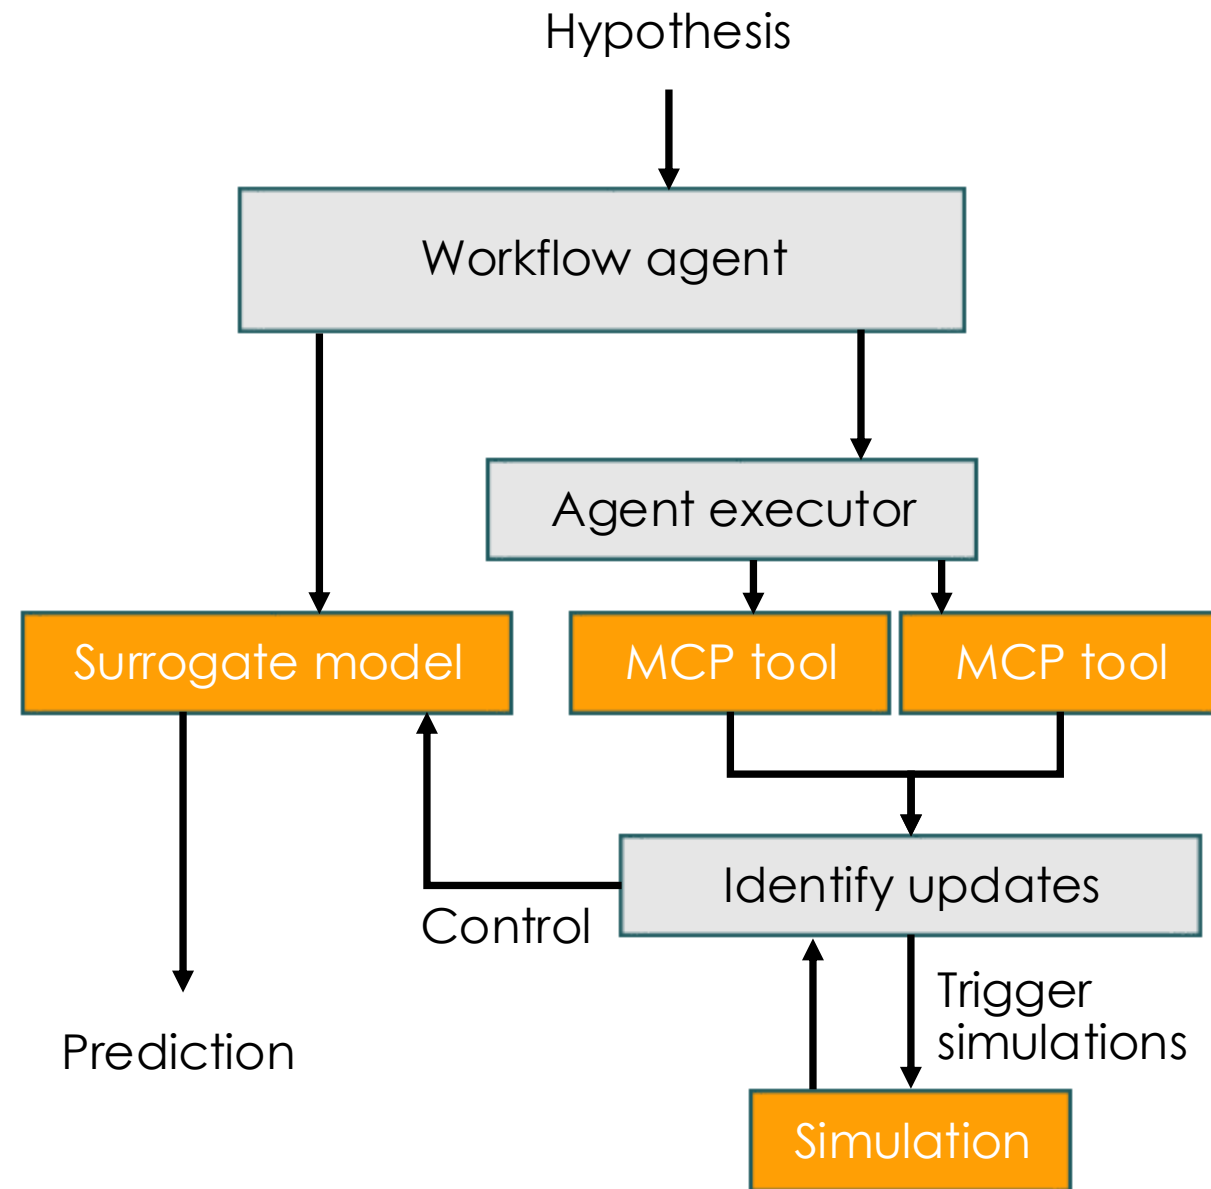 Hypothesis
Workflow agent
Agent executor
Surrogate model
MCP tool
MCP tool
Identify updates
Control
Trigger
simulations
Prediction
Simulation